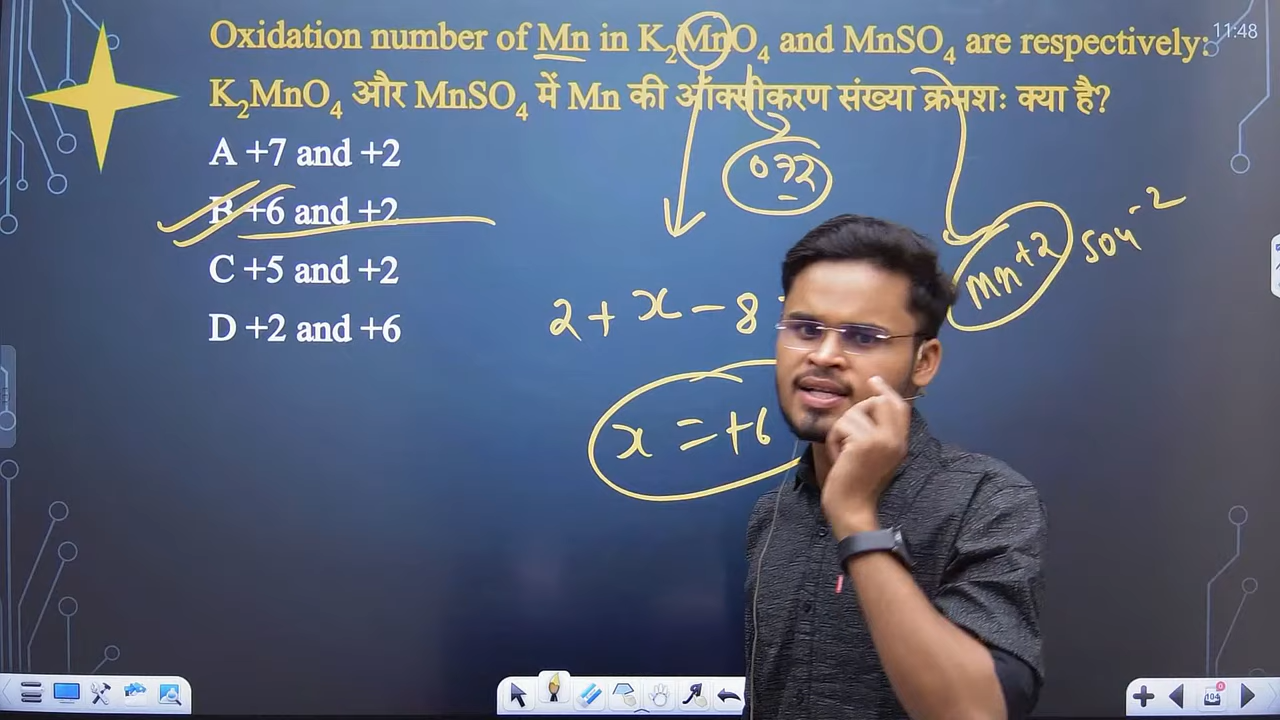 11:48
Oxidation number of Mn in K₂MnO₄ and MnSO₄ are respectively:
K₂MnO₄ और MnSO₄ में Mn की ऑक्सीकरण संख्या क्रमशः क्या है?
A +7 and +2
B +6 and +2
C +5 and +2
D +2 and +6
Mn⁺² SO₄⁻²
2 + x - 8
x = +6
104